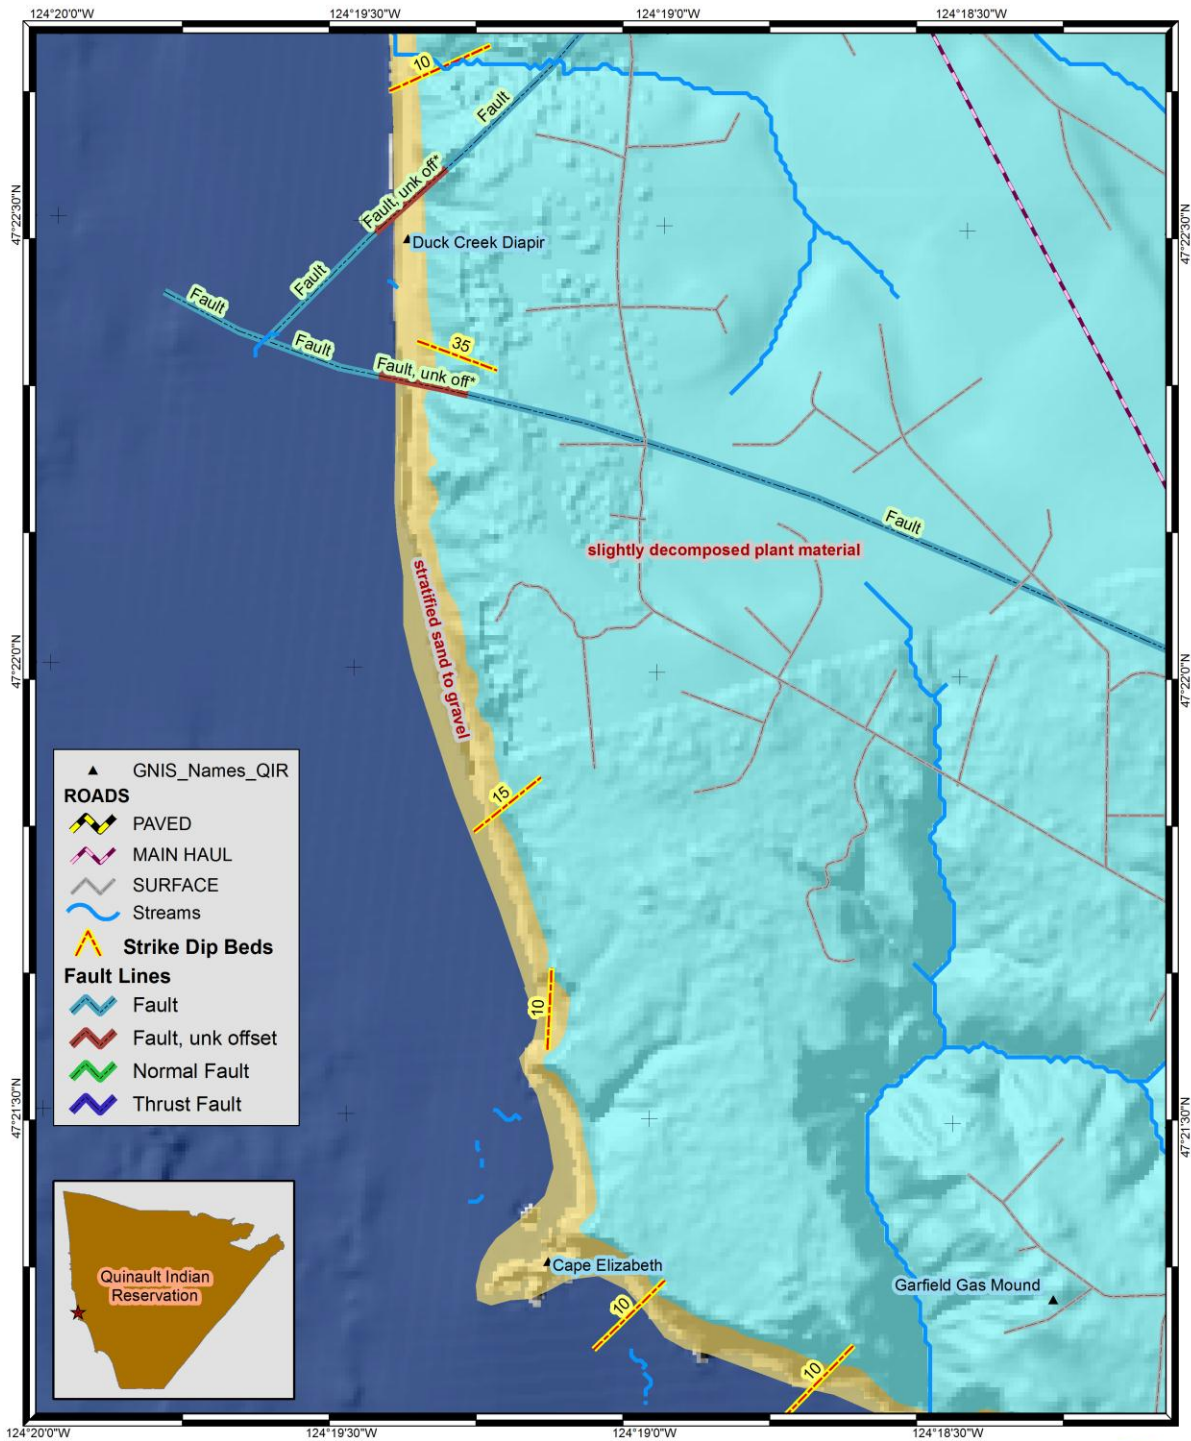 124°20'0"W
124°19'30"W
124°19'0"W
124°18'30"W
10
Fault
Fault, unk off*
47°22'30"N
47°22'30"N
Duck Creek Diapir
Fault
Fault
Fault
35
Fault, unk off*
Fault
slightly decomposed plant material
stratified sand to gravel
47°22'0"N
47°22'0"N
GNIS_Names_QIR
ROADS
PAVED
MAIN HAUL
SURFACE
Streams
Strike Dip Beds
Fault Lines
Fault
Fault, unk offset
Normal Fault
Thrust Fault
15
10
47°21'30"N
47°21'30"N
Quinault Indian
Reservation
Cape Elizabeth
Garfield Gas Mound
10
10
124°20'0"W
124°19'30"W
124°19'0"W
124°18'30"W